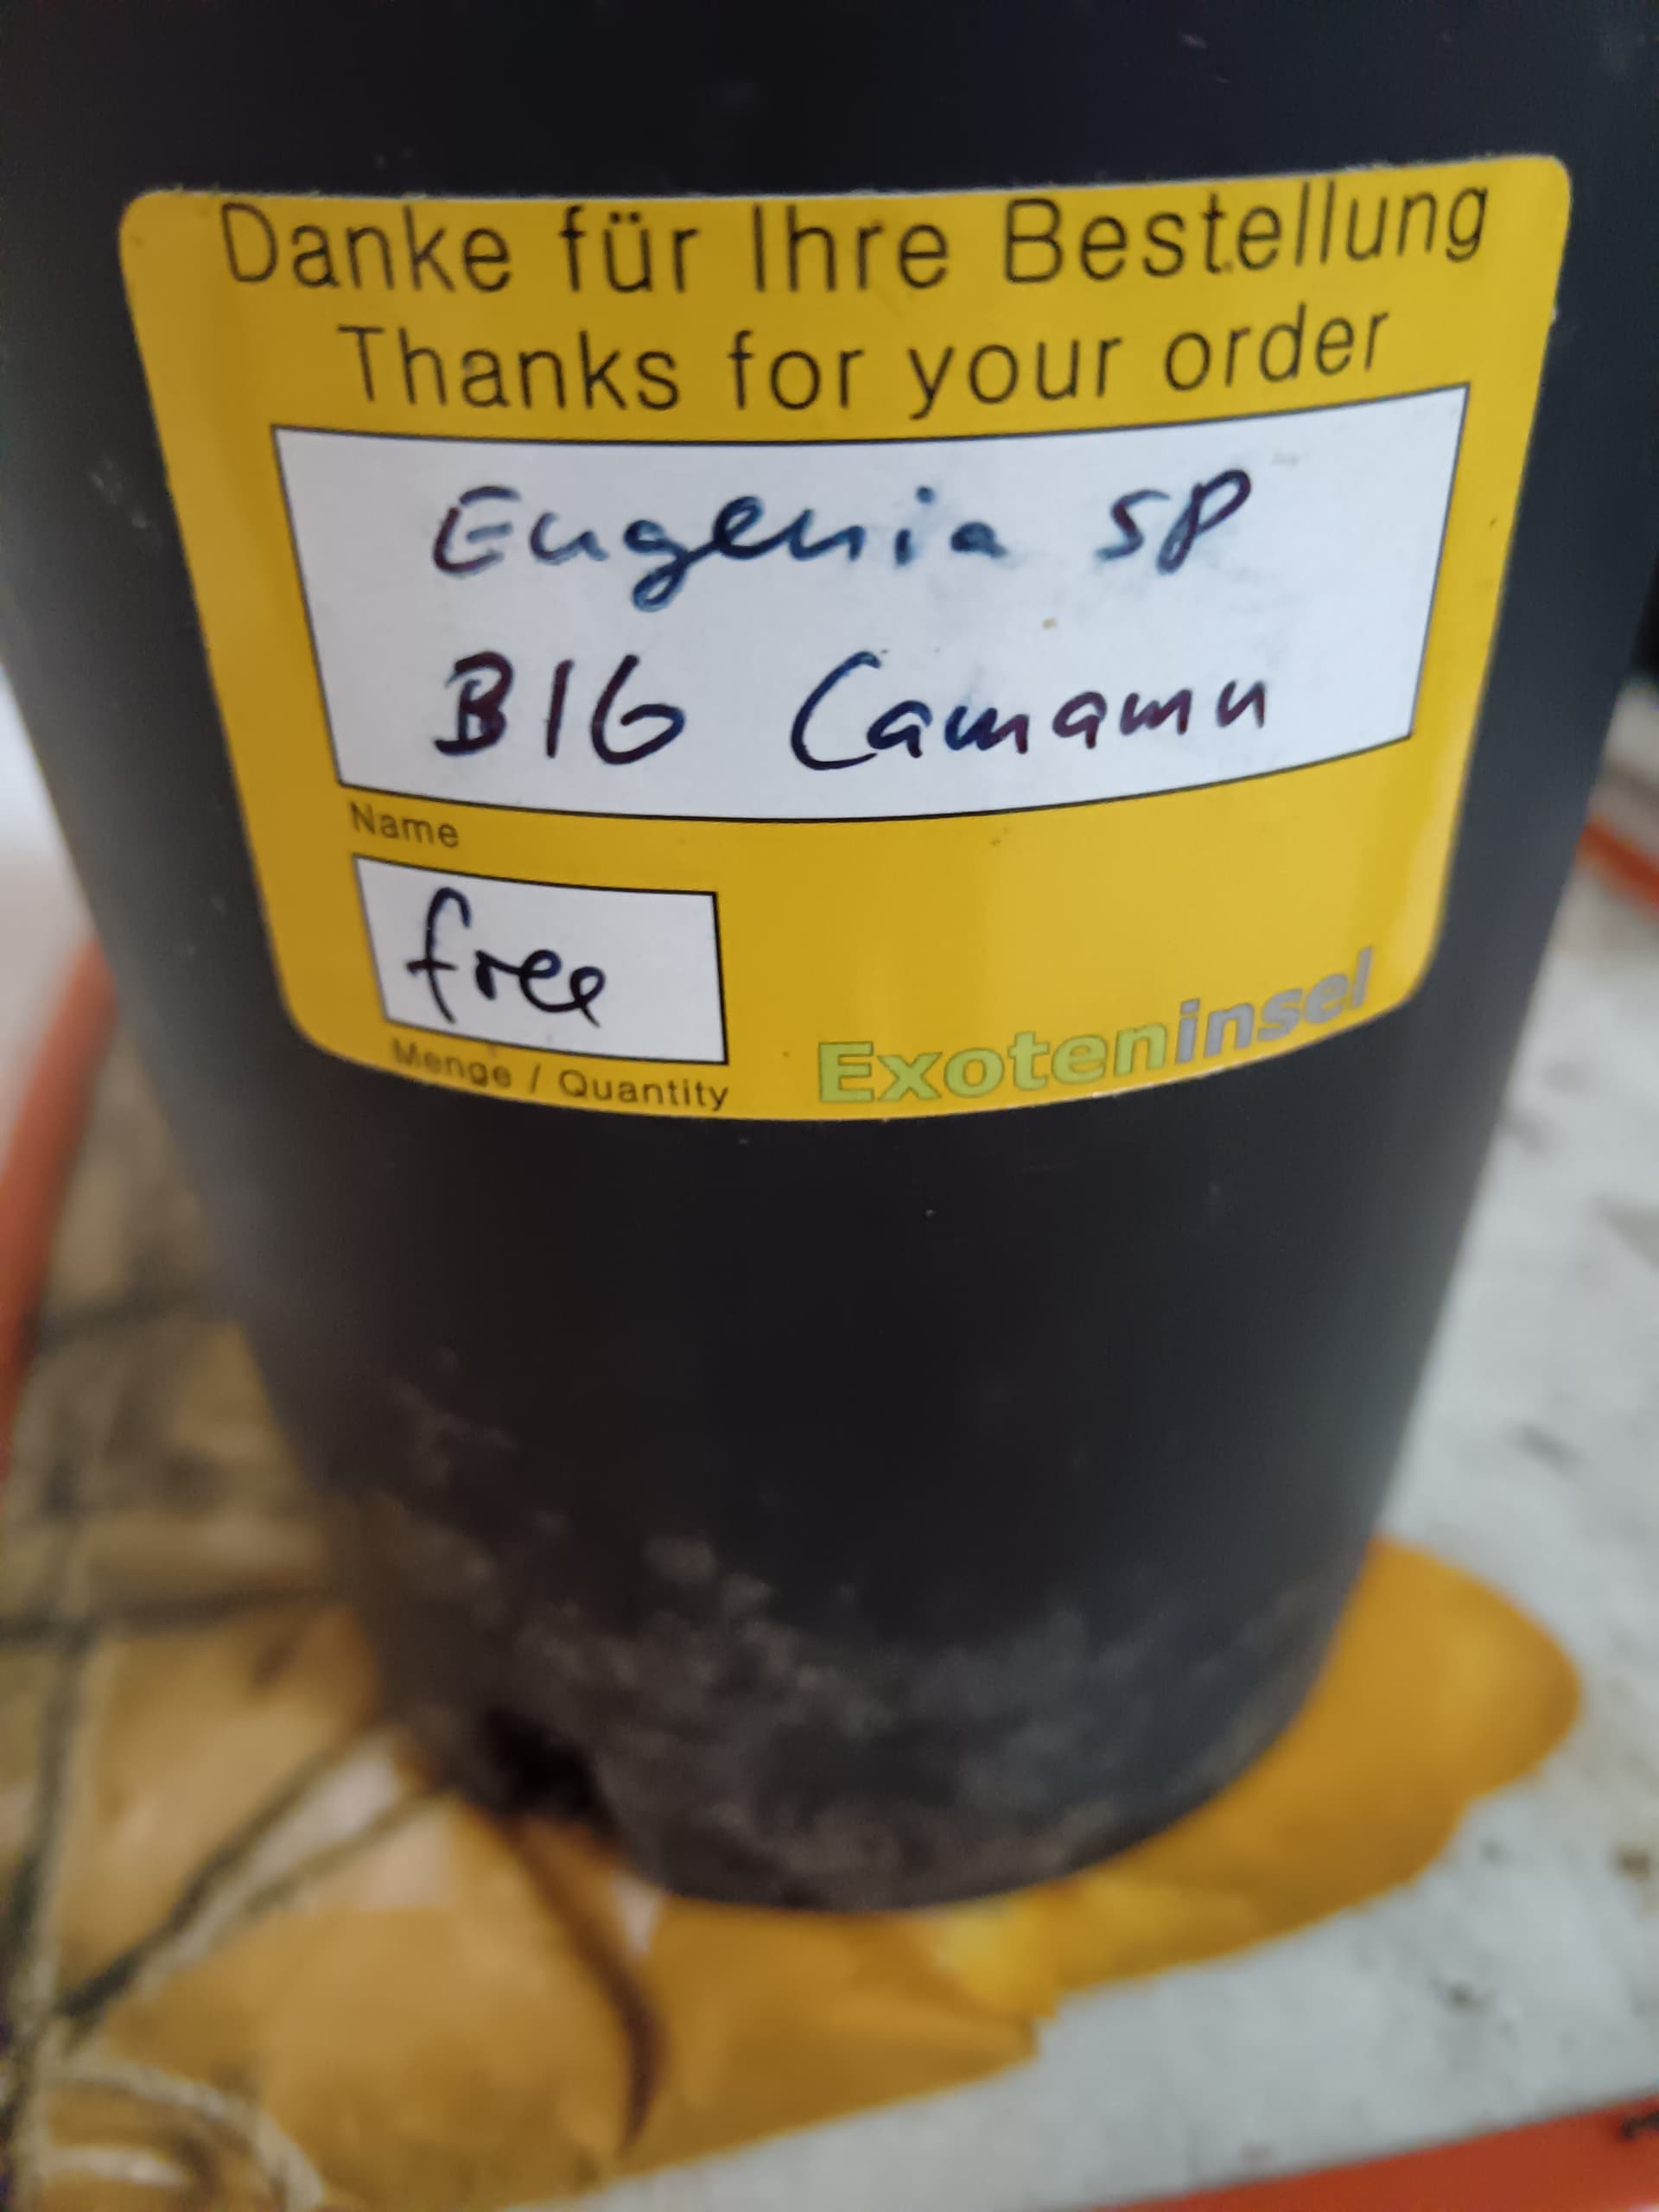 Danke für Ihre Bestellung
Thanks for your order
Eugenia SP
BIG Camamu
Name
free
Menge / Quantity
Exoteninsel